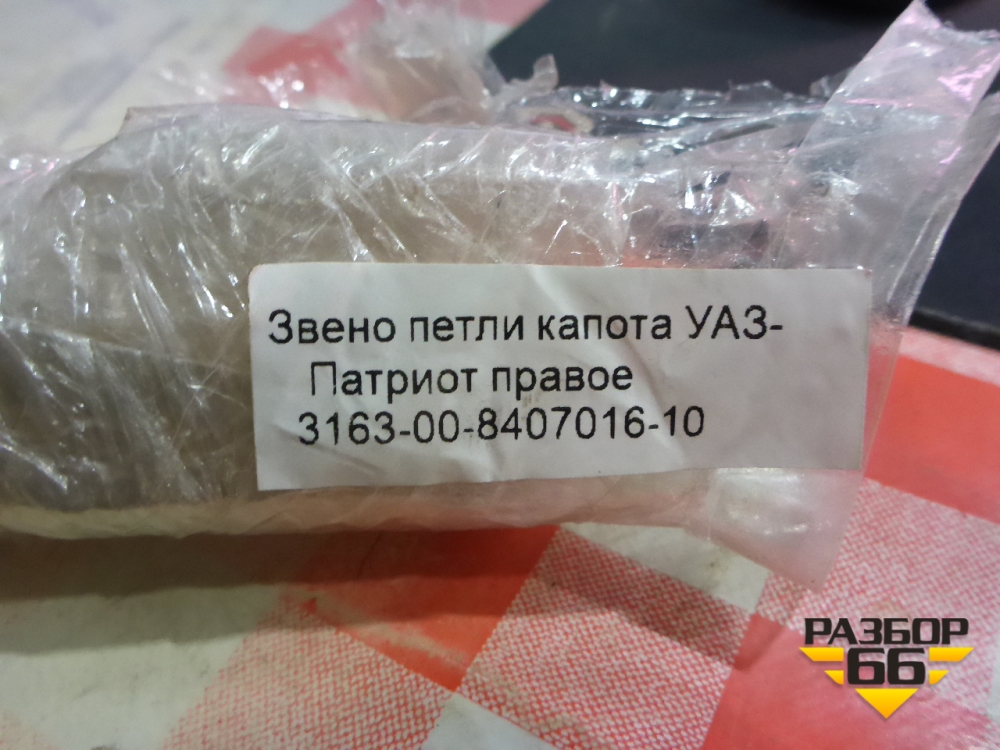 Звено петли капота УАЗ-
Патриот правое
3163-00-8407016-10
РАЗБОР
66